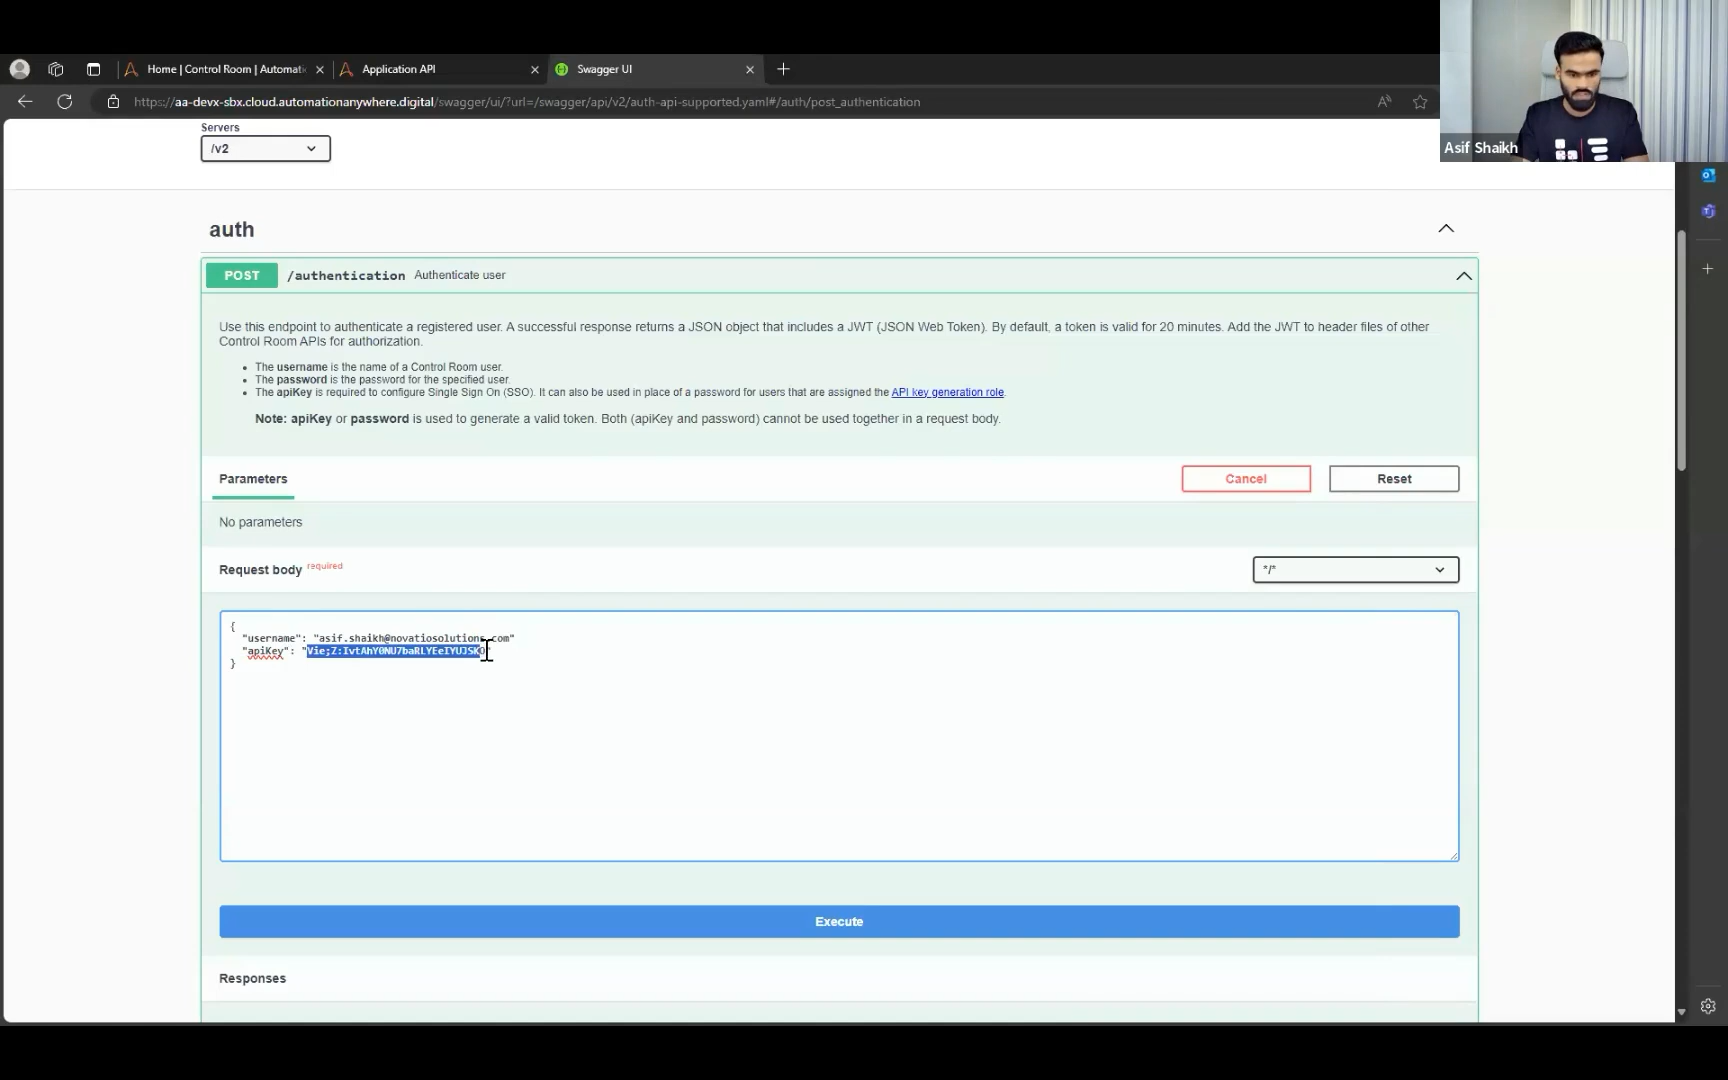 Home | Control Room | Automati
Application API
Swagger UI
https://aa-devx-sbx.cloud.automationanywhere.digital/swagger/ui/?url=/swagger/api/v2/auth-api-supported.yaml#/auth/post_authentication
Asif Shaikh
Servers
/v2
auth
POST /authentication Authenticate user
Use this endpoint to authenticate a registered user. A successful response returns a JSON object that includes a JWT (JSON Web Token). By default, a token is valid for 20 minutes. Add the JWT to header files of other
Control Room APIs for authorization.
• The username is the name of a Control Room user.
• The password is the password for the specified user.
• The apiKey is required to configure Single Sign On (SSO). It can also be used in place of a password for users that are assigned the API key generation role.
Note: apiKey or password is used to generate a valid token. Both (apiKey and password) cannot be used together in a request body.
Parameters
Cancel
Reset
No parameters
Request body required
*/*
{
"username": "asif.shaikh@novatiosolutions.com"
"apiKey": "Vie;Z:IvtAhY0NU7baRLYEeIYUJSKO"
}
Execute
Responses